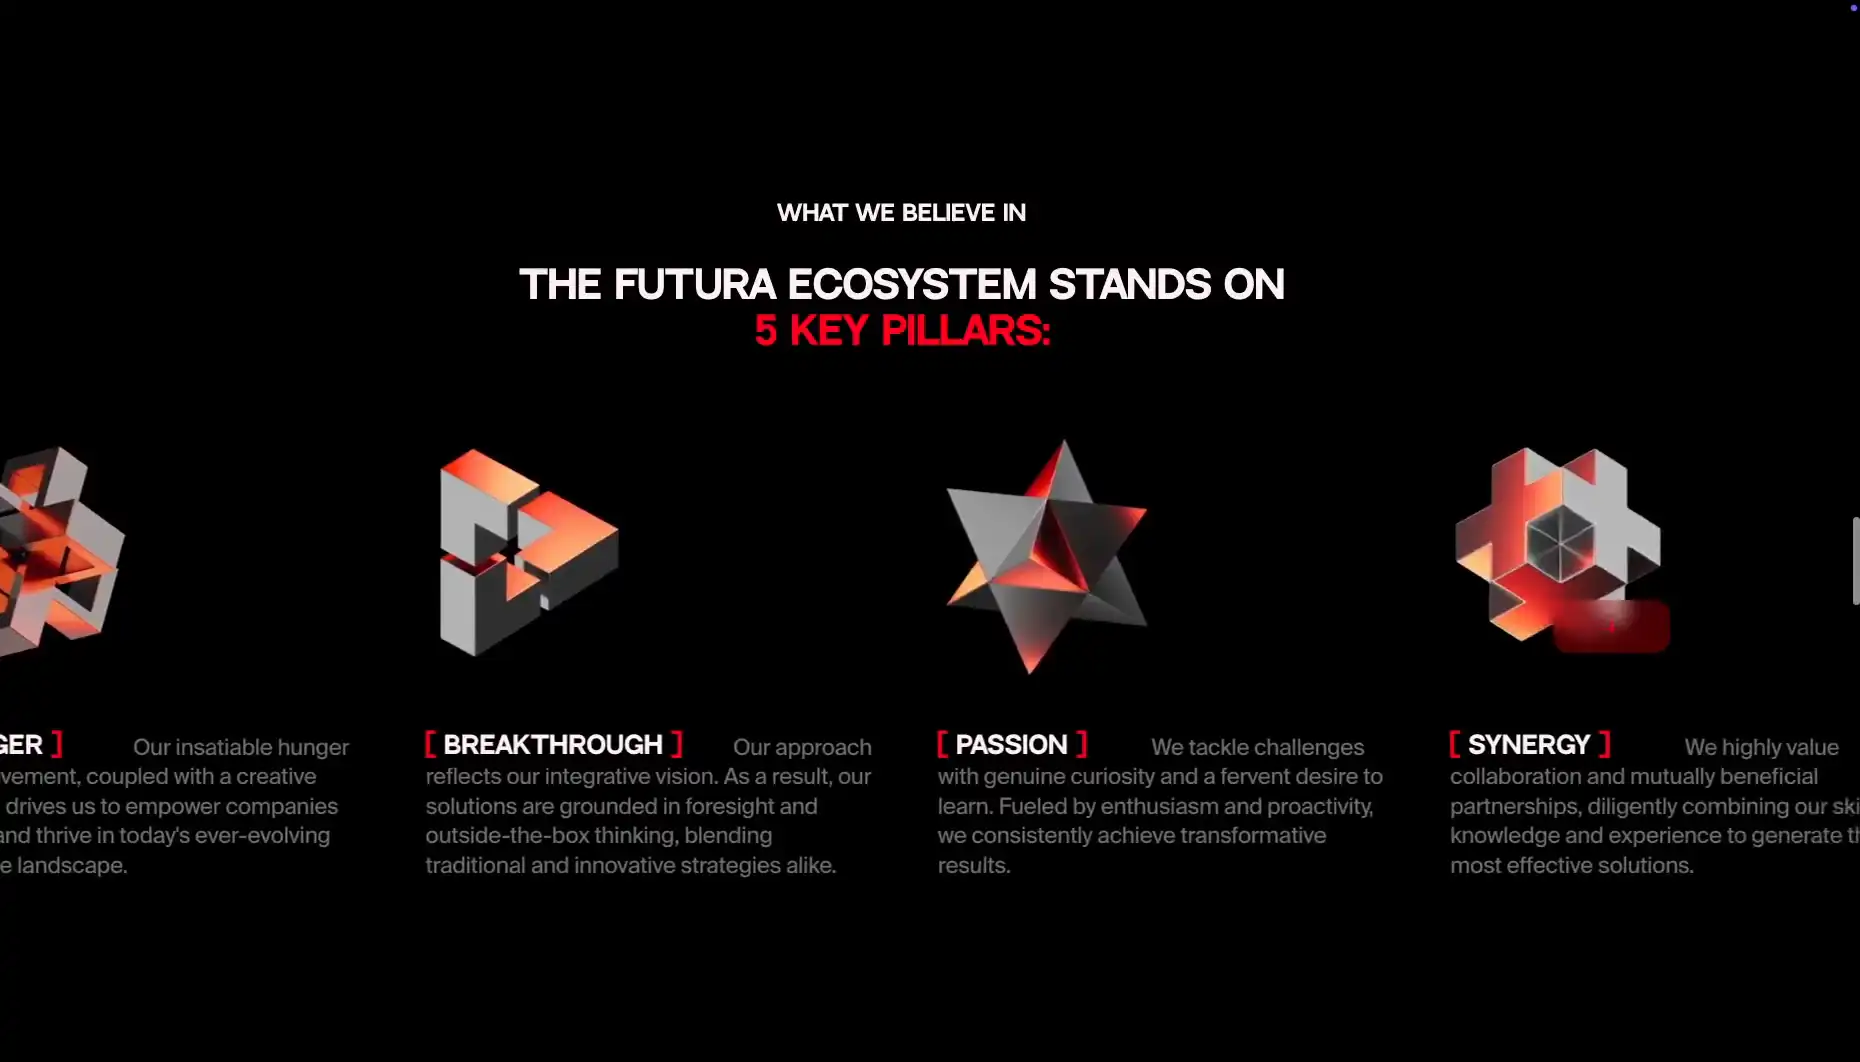 WHAT WE BELIEVE IN
THE FUTURA ECOSYSTEM STANDS ON
5 KEY PILLARS:
GER ] Our insatiable hunger
vement, coupled with a creative
drives us to empower companies
and thrive in today's ever-evolving
e landscape.
[ BREAKTHROUGH ] Our approach
reflects our integrative vision. As a result, our
solutions are grounded in foresight and
outside-the-box thinking, blending
traditional and innovative strategies alike.
[ PASSION ] We tackle challenges
with genuine curiosity and a fervent desire to
learn. Fueled by enthusiasm and proactivity,
we consistently achieve transformative
results.
[ SYNERGY ] We highly value
collaboration and mutually beneficial
partnerships, diligently combining our ski
knowledge and experience to generate th
most effective solutions.